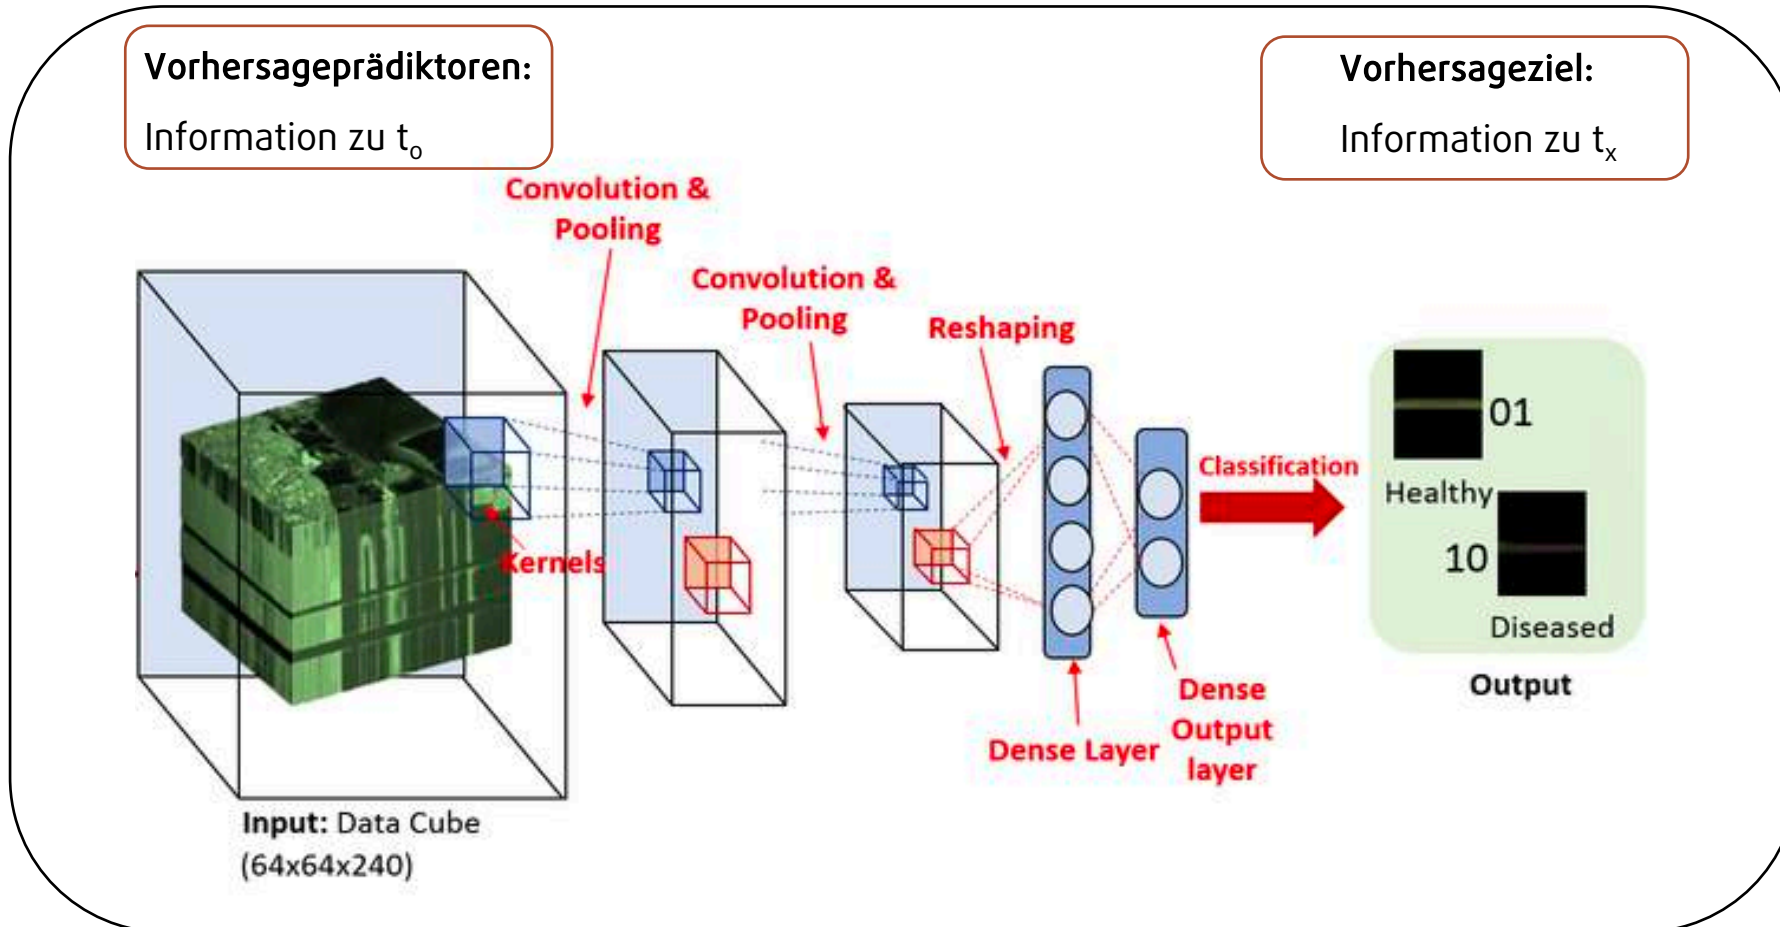 Vorhersageprädiktoren:
Information zu t₀
Vorhersageziel:
Information zu tₓ
Convolution &
Pooling
Convolution &
Pooling
Reshaping
Kernels
Classification
01
Healthy
10
Diseased
Output
Dense Layer
Dense
Output
layer
Input: Data Cube
(64x64x240)